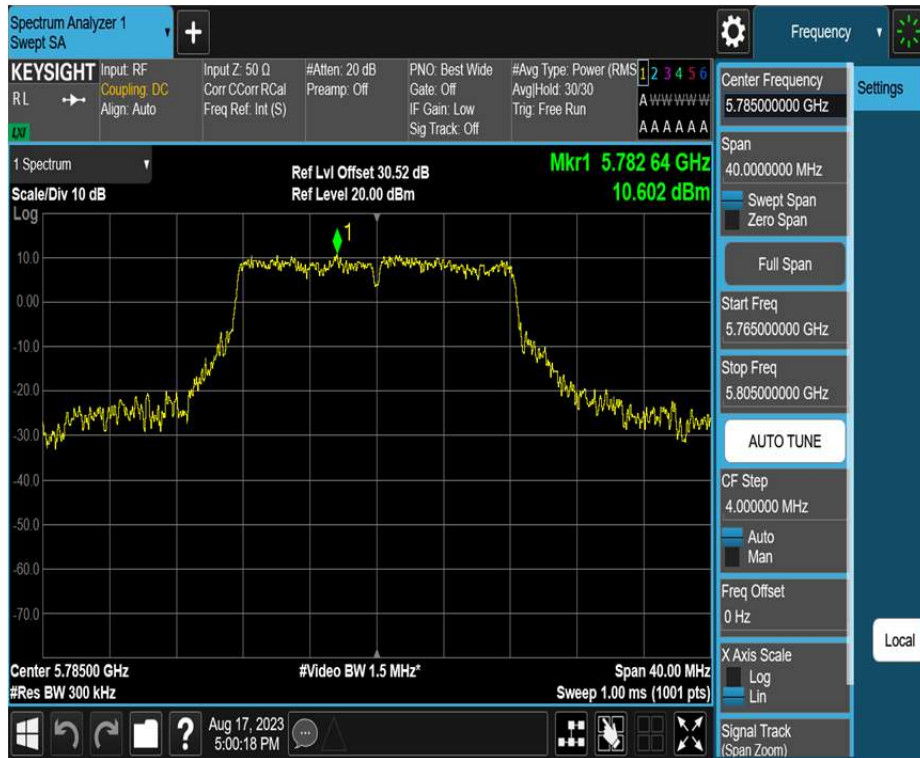 Spectrum Analyzer 1
Swept SA
+
Frequency
KEYSIGHT
R L
LXI
Input: RF
Coupling: DC
Align: Auto
Input Z: 50 Ω
Corr CCorr RCal
Freq Ref: Int (S)
#Atten: 20 dB
Preamp: Off
PNO: Best Wide
Gate: Off
IF Gain: Low
Sig Track: Off
#Avg Type: Power (RMS
Avg|Hold: 30/30
Trig: Free Run
1 2 3 4 5 6
A W W W W W
A A A A A A
Center Frequency
5.785000000 GHz
Settings
1 Spectrum
Scale/Div 10 dB
Log
Ref Lvl Offset 30.52 dB
Ref Level 20.00 dBm
Mkr1 5.782 64 GHz
10.602 dBm
1
10.0
0.00
-10.0
-20.0
-30.0
-40.0
-50.0
-60.0
-70.0
Center 5.78500 GHz
#Res BW 300 kHz
#Video BW 1.5 MHz*
Span 40.00 MHz
Sweep 1.00 ms (1001 pts)
Span
40.0000000 MHz
Swept Span
Zero Span
Full Span
Start Freq
5.765000000 GHz
Stop Freq
5.805000000 GHz
AUTO TUNE
CF Step
4.000000 MHz
Auto
Man
Freq Offset
0 Hz
X Axis Scale
Log
Lin
Local
Signal Track
(Span Zoom)
?
Aug 17, 2023
5:00:18 PM